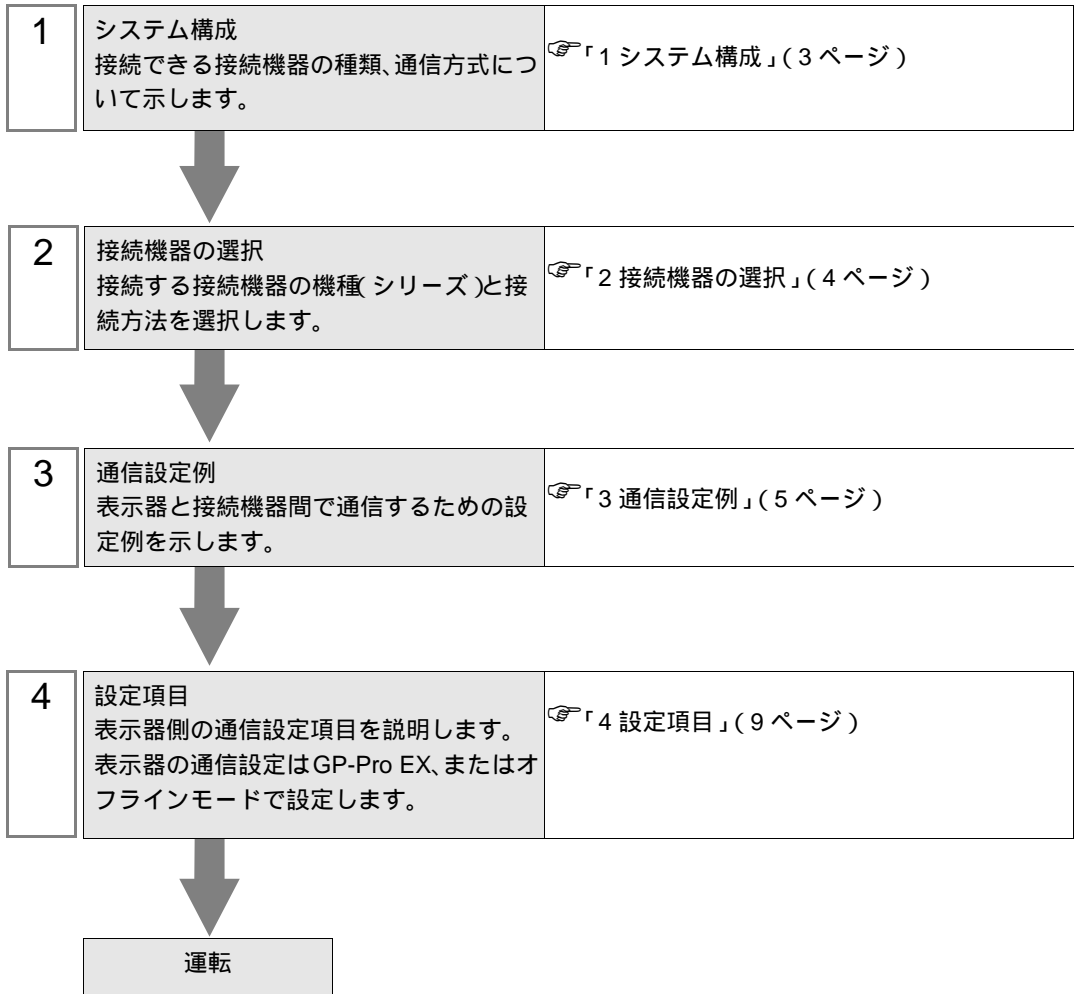 1
システム構成
接続できる接続機器の種類、通信方式につ
いて示します。
☞「1 システム構成」(3 ページ)
2
接続機器の選択
接続する接続機器の機種(シリーズ)と接
続方法を選択します。
☞「2 接続機器の選択」(4 ページ)
3
通信設定例
表示器と接続機器間で通信するための設
定例を示します。
☞「3 通信設定例」(5 ページ)
4
設定項目
表示器側の通信設定項目を説明します。
表示器の通信設定はGP-Pro EX、またはオ
フラインモードで設定します。
☞「4 設定項目」(9 ページ)
運転